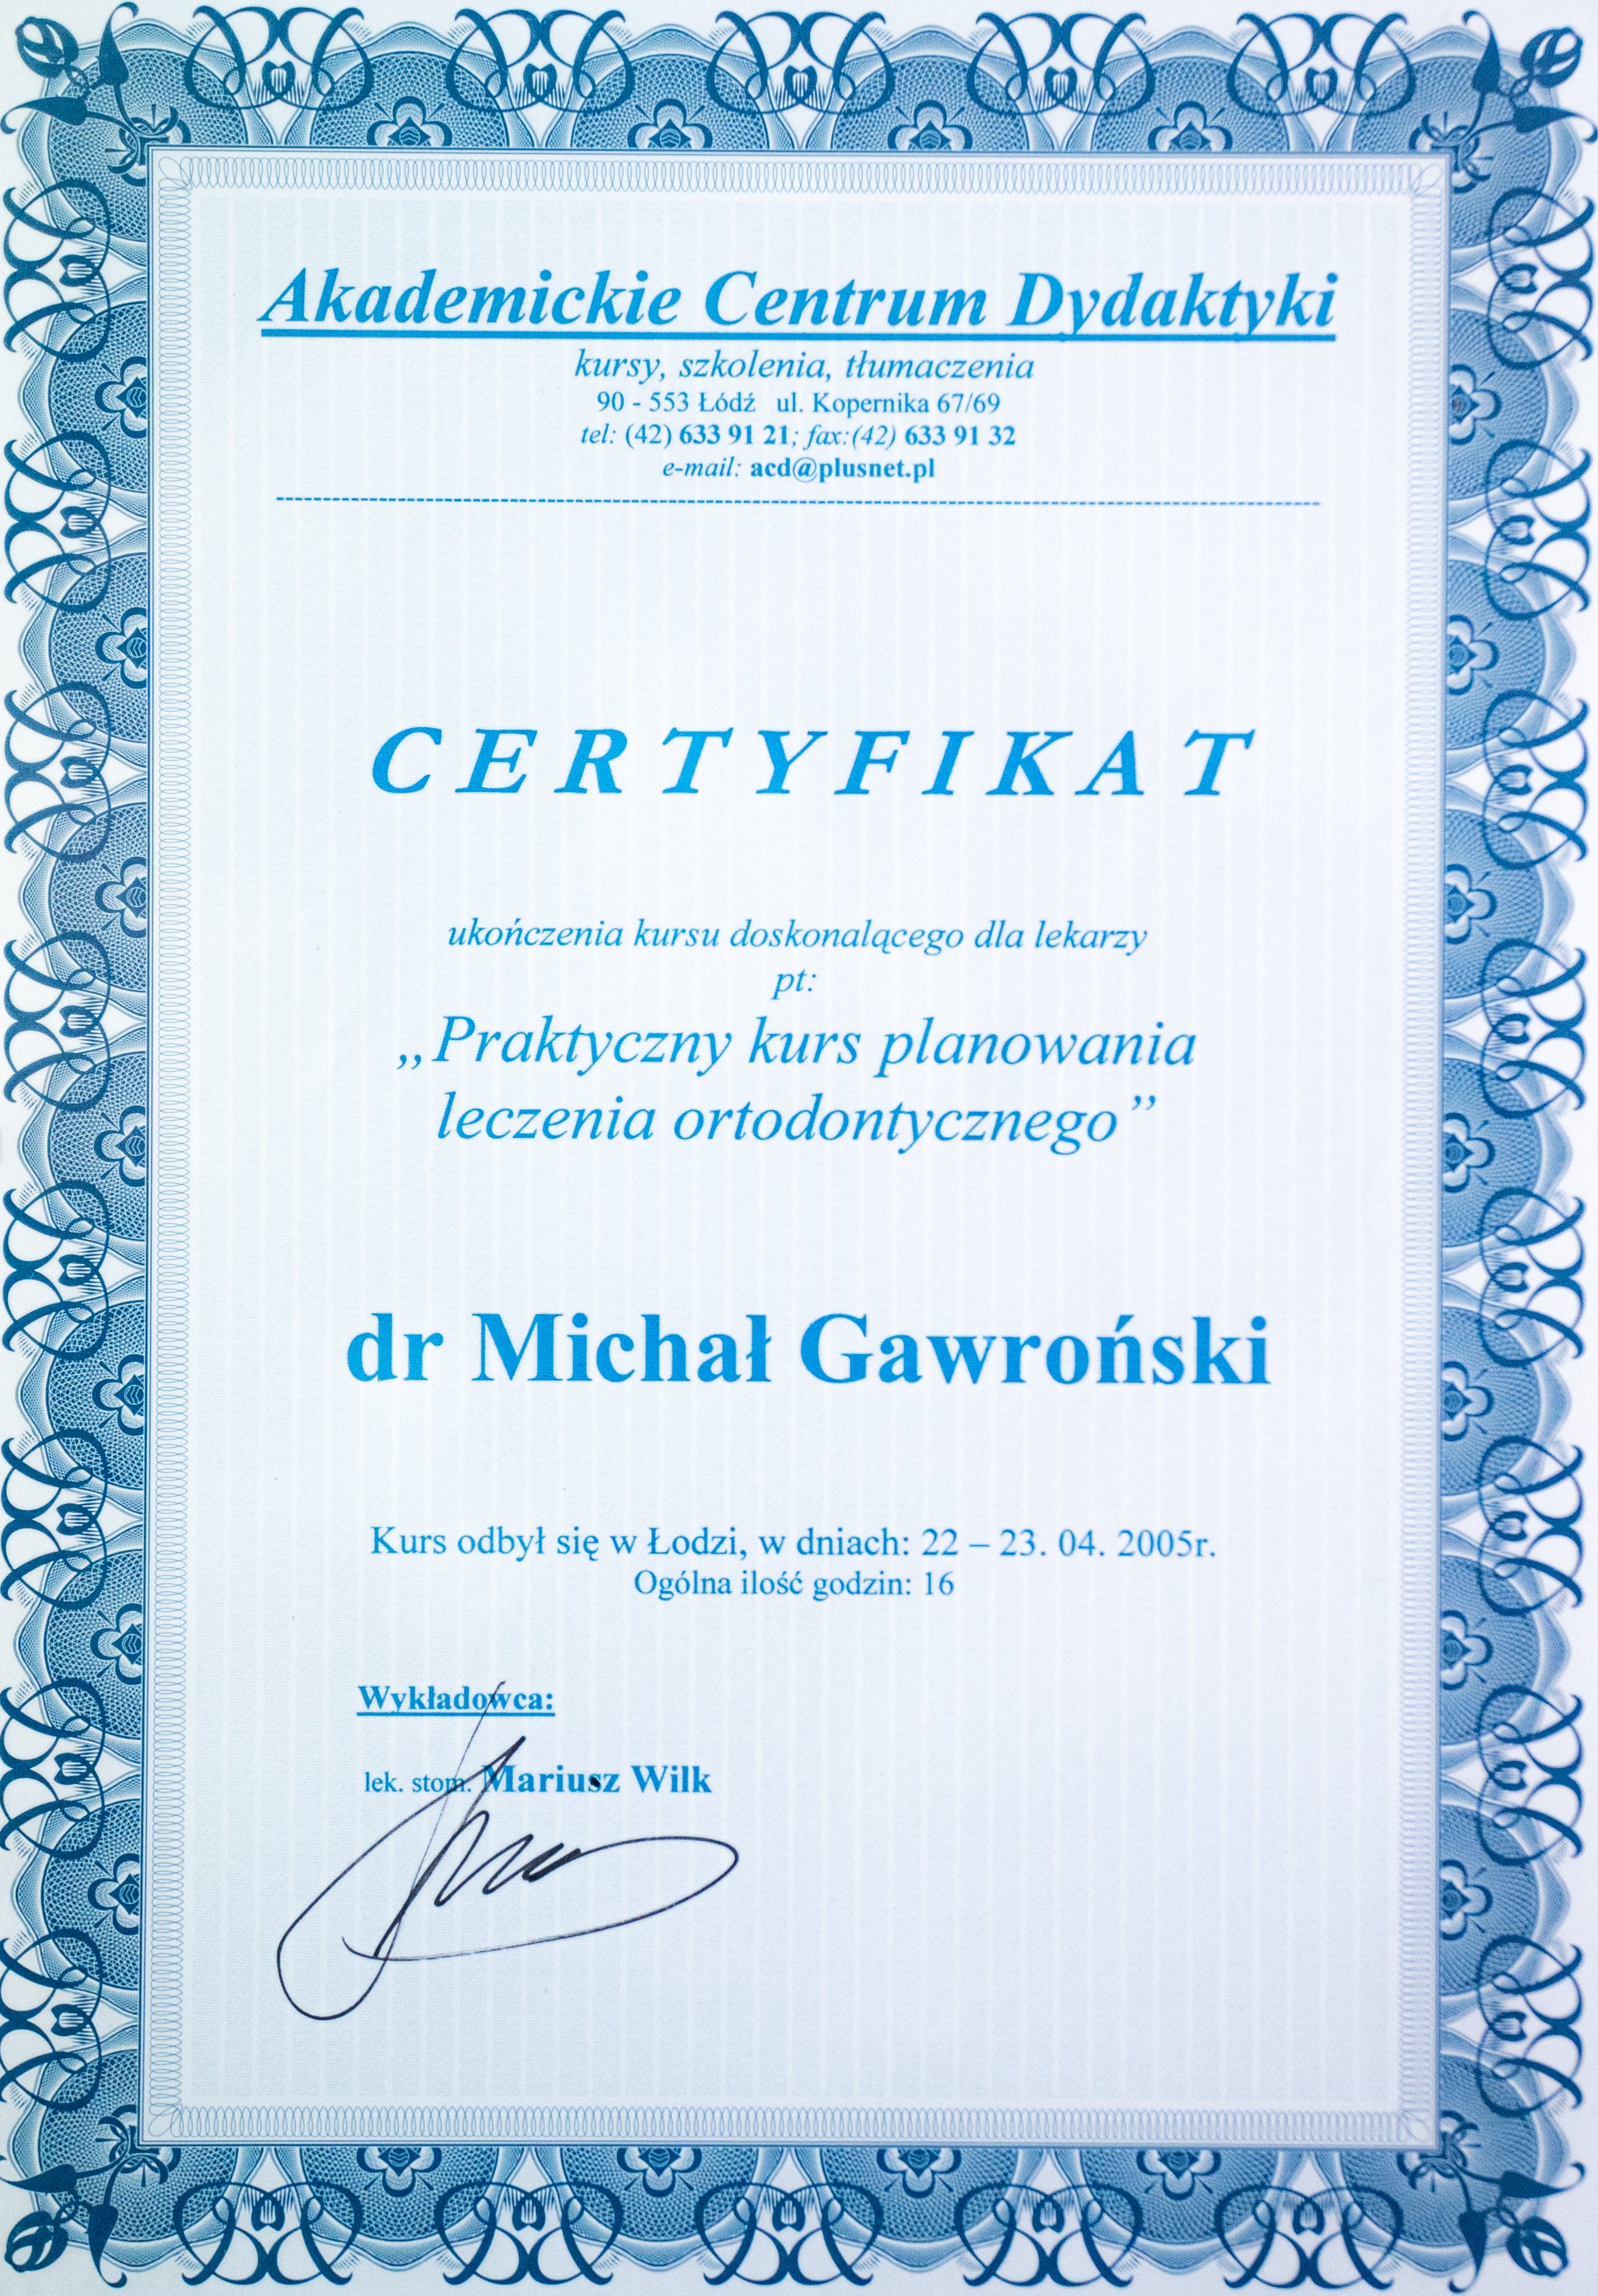 Akademickie Centrum Dydaktyki
kursy, szkolenia, tłumaczenia
90 - 553 Łódź ul. Kopernika 67/69
tel: (42) 633 91 21; fax:(42) 633 91 32
e-mail: acd@plusnet.pl
CERTYFIKAT
ukończenia kursu doskonalącego dla lekarzy
pt:
„Praktyczny kurs planowania
leczenia ortodontycznego”
dr Michał Gawroński
Kurs odbył się w Łodzi, w dniach: 22 – 23. 04. 2005r.
Ogólna ilość godzin: 16
Wykładowca:
lek. stom. Mariusz Wilk